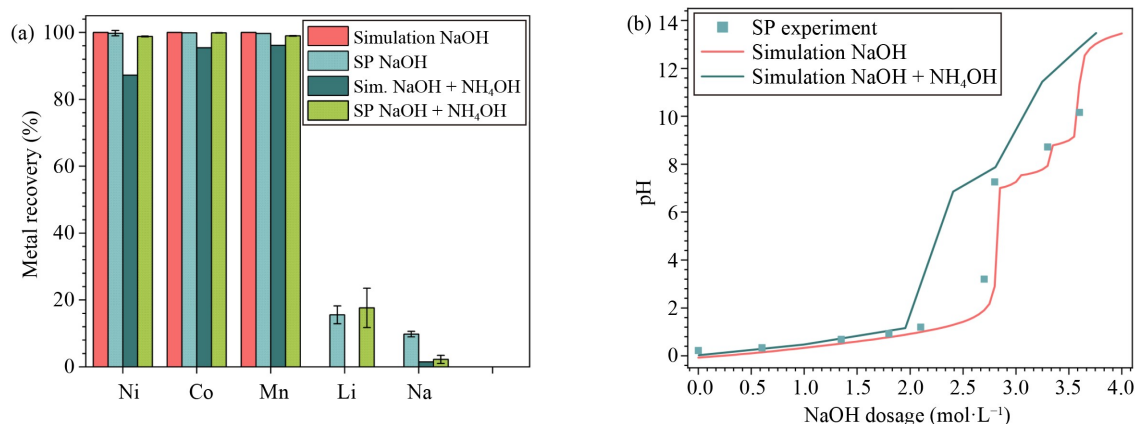 (a)
100
80
60
40
20
0
Metal recovery (%)
Simulation NaOH
SP NaOH
Sim. NaOH + NH₄OH
SP NaOH + NH₄OH
Ni Co Mn Li Na
(b)
14
12
10
8
6
4
2
0
pH
SP experiment
Simulation NaOH
Simulation NaOH + NH₄OH
0.0 0.5 1.0 1.5 2.0 2.5 3.0 3.5 4.0
NaOH dosage (mol·L⁻¹)